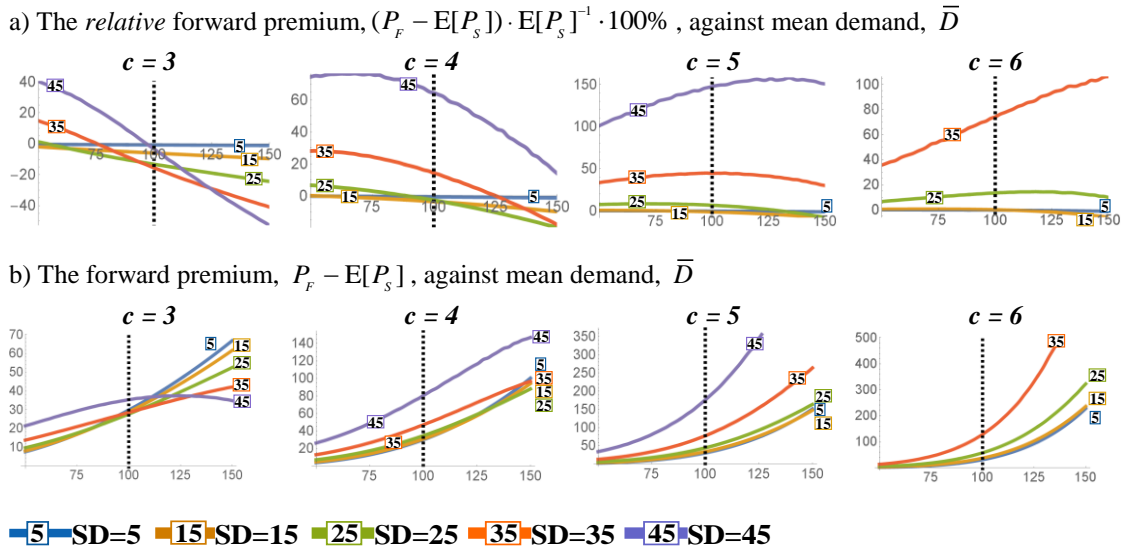 a) The relative forward premium, (P_F − E[P_S]) · E[P_S]^{-1} · 100% , against mean demand, D̅
c = 3 c = 4 c = 5 c = 6
40 20 0 −20 −40 75 100 125 150 45 35 25 15 5
60 40 20 0 75 100 125 150 45 35 25 15 5
150 100 50 0 75 100 125 150 45 35 25 15 5
100 80 60 40 20 0 75 100 125 150 35 25 15 5
b) The forward premium, P_F − E[P_S] , against mean demand, D̅
c = 3 c = 4 c = 5 c = 6
70 60 50 40 30 20 10 75 100 125 150 5 15 25 35 45
140 120 100 80 60 40 20 75 100 125 150 45 35 5 35 15 25
350 300 250 200 150 100 50 75 100 125 150 45 35 25 5 15
500 400 300 200 100 75 100 125 150 35 25 15 5
5 SD=5 15 SD=15 25 SD=25 35 SD=35 45 SD=45